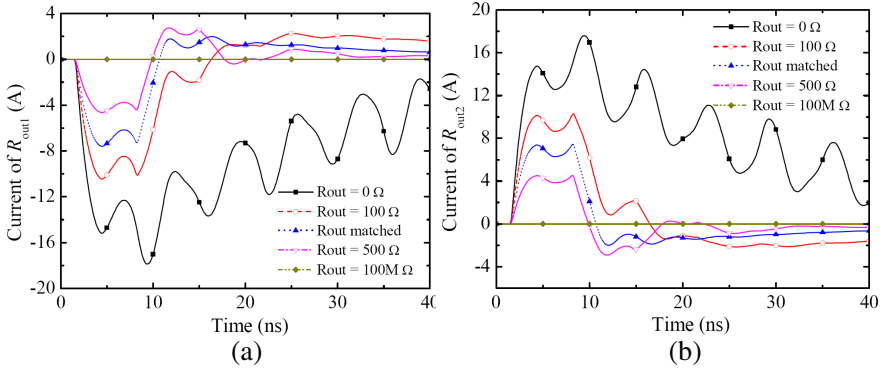 4
0
-4
-8
-12
-16
-20
Current of Rout1 (A)
Rout = 0 Ω
Rout = 100 Ω
Rout matched
Rout = 500 Ω
Rout = 100M Ω
0 10 20 30 40
Time (ns)
(a)
20
16
12
8
4
0
-4
Current of Rout2 (A)
Rout = 0 Ω
Rout = 100 Ω
Rout matched
Rout = 500 Ω
Rout = 100M Ω
0 10 20 30 40
Time (ns)
(b)